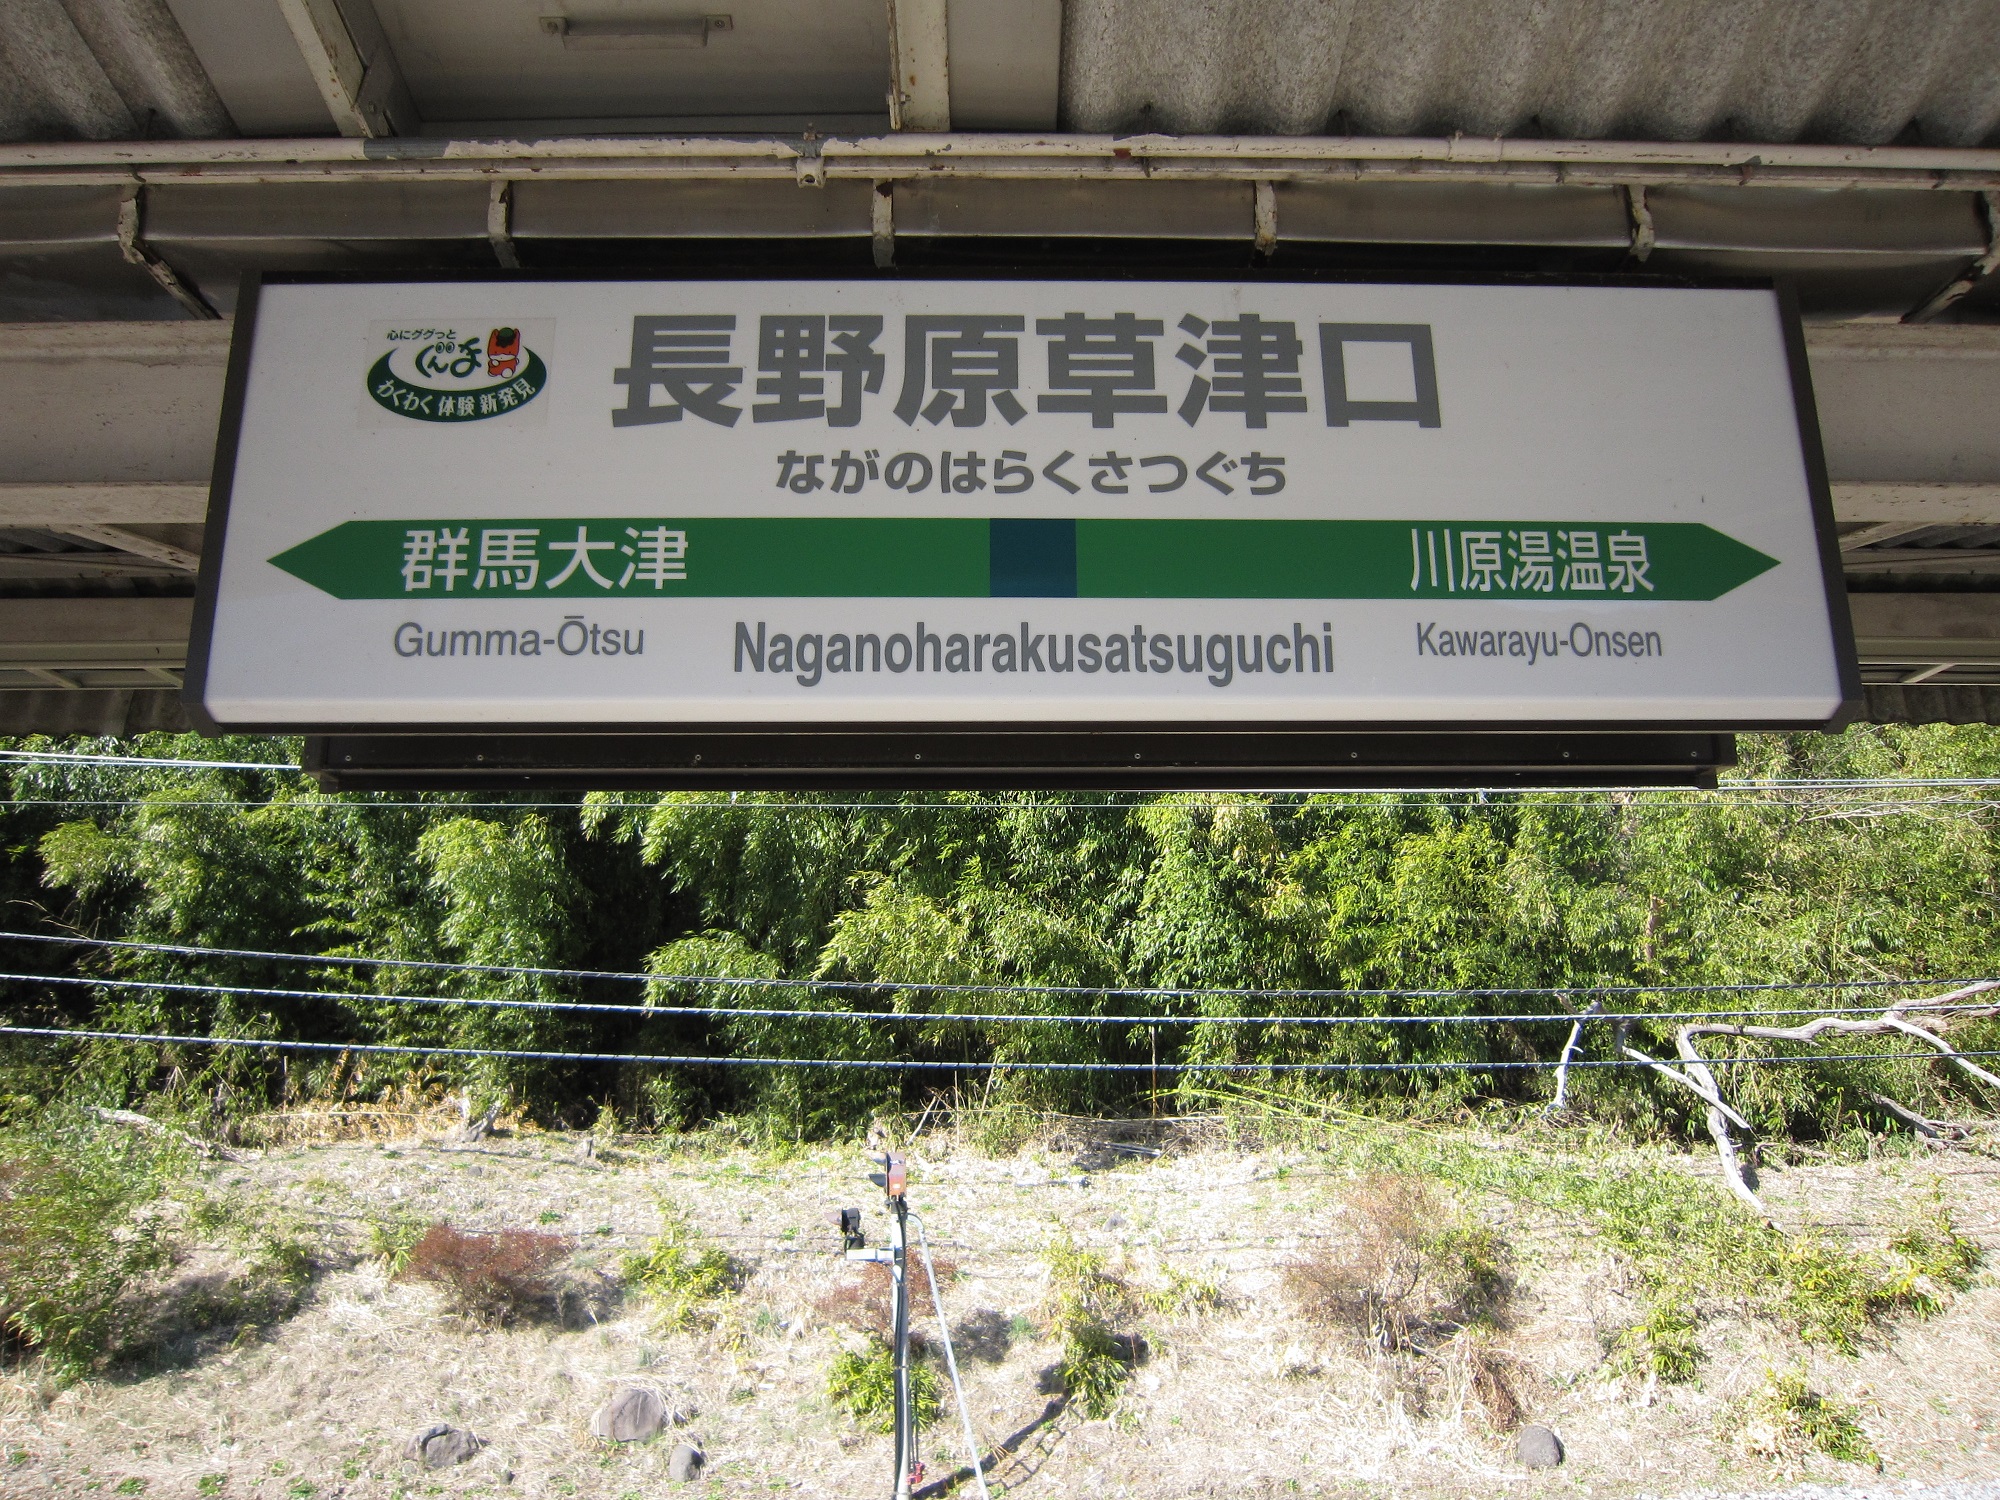 心にググっと
ぐんま
わくわく 体験 新発見
長野原草津口
ながのはらくさつぐち
群馬大津
川原湯温泉
Gumma-Ōtsu
Naganoharakusatsuguchi
Kawarayu-Onsen